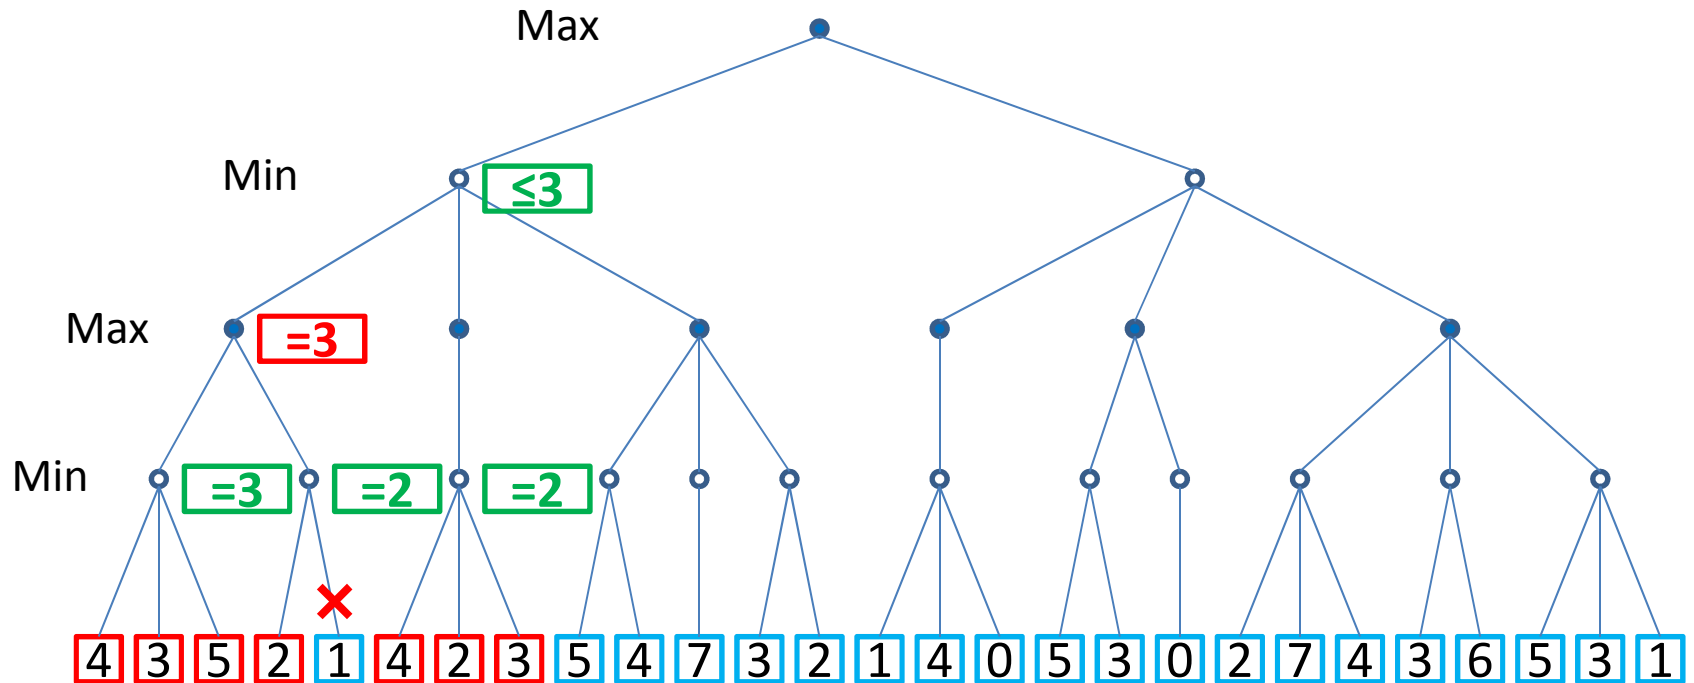 Max
Min ≤3
Max =3
Min =3 =2 =2
4 3 5 2 1 4 2 3 5 4 7 3 2 1 4 0 5 3 0 2 7 4 3 6 5 3 1